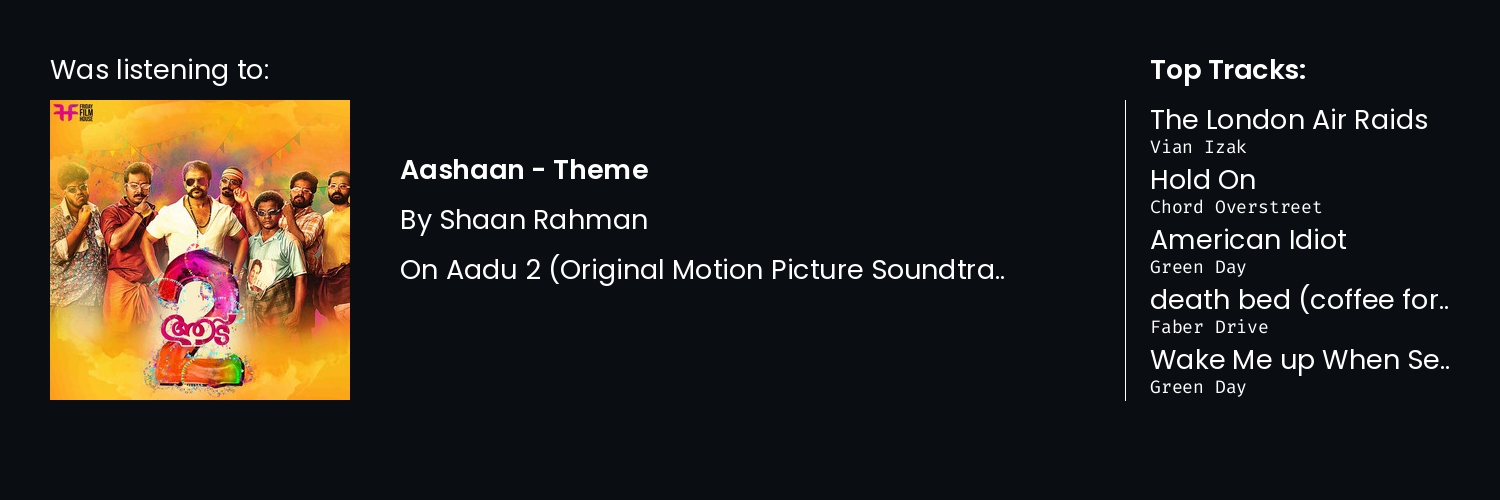 Was listening to:
FRIDAY
FILM
HOUSE
2
ആട്
Aashaan - Theme
By Shaan Rahman
On Aadu 2 (Original Motion Picture Soundtra..
Top Tracks:
The London Air Raids
Vian Izak
Hold On
Chord Overstreet
American Idiot
Green Day
death bed (coffee for..
Faber Drive
Wake Me up When Se..
Green Day